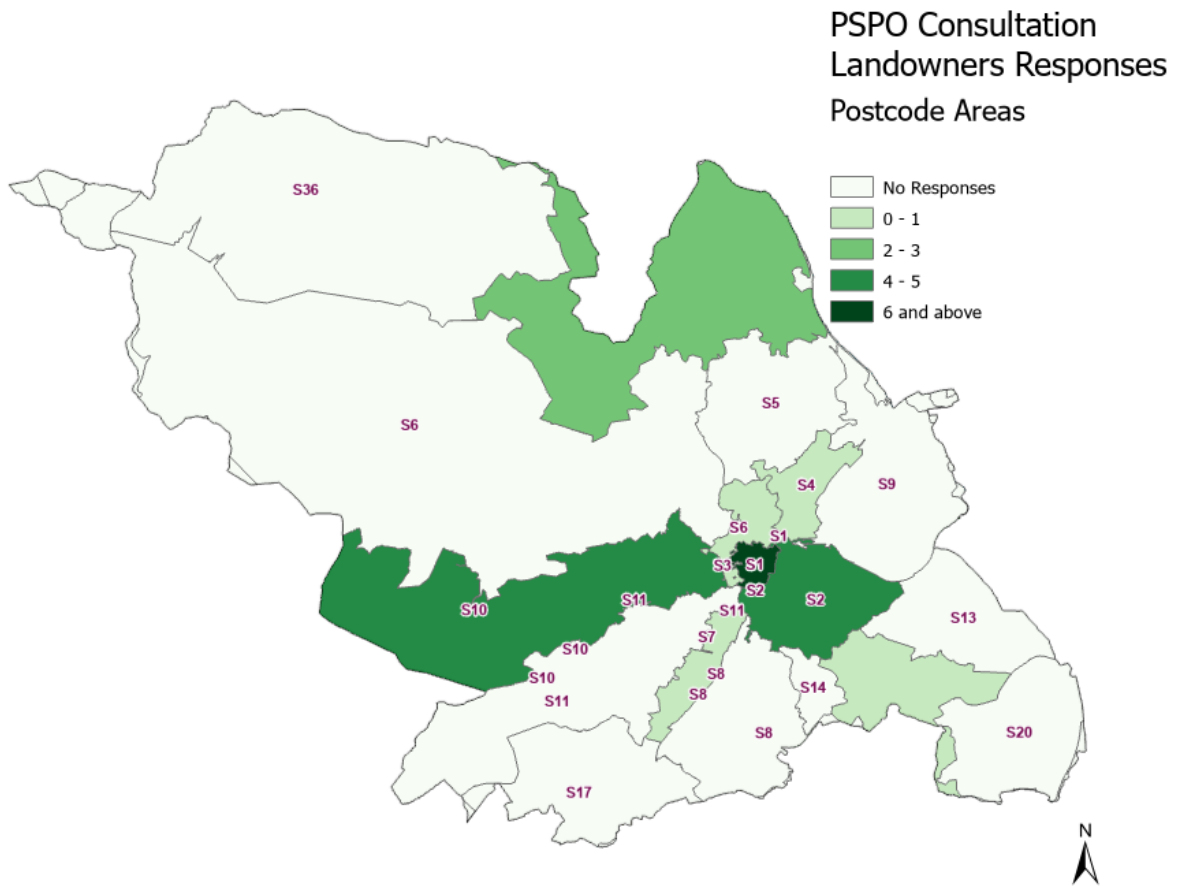 PSPO Consultation
Landowners Responses
Postcode Areas
No Responses
0 - 1
2 - 3
4 - 5
6 and above
S36
S6
S5
S4
S9
S6
S1
S3
S1
S2
S2
S10
S11
S11
S13
S7
S10
S8
S10
S8
S14
S11
S8
S20
S17
N